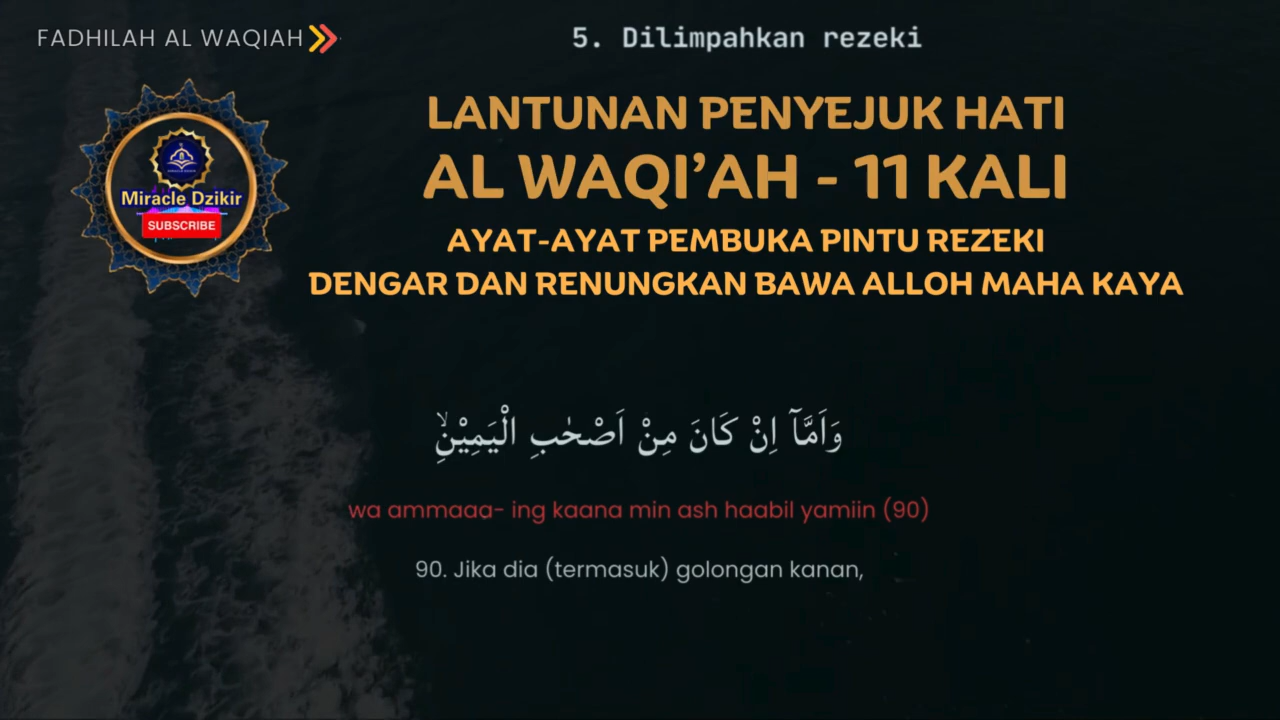 FADHILAH AL WAQIAH
5. Dilimpahkan rezeki
LANTUNAN PENYEJUK HATI
AL WAQI’AH - 11 KALI
AYAT-AYAT PEMBUKA PINTU REZEKI
DENGAR DAN RENUNGKAN BAWA ALLOH MAHA KAYA
Miracle Dzikir
SUBSCRIBE
وَاَمَّآ اِنْ كَانَ مِنْ اَصْحٰبِ الْيَمِيْنِۙ
wa ammaaa- ing kaana min ash haabil yamiin (90)
90. Jika dia (termasuk) golongan kanan,